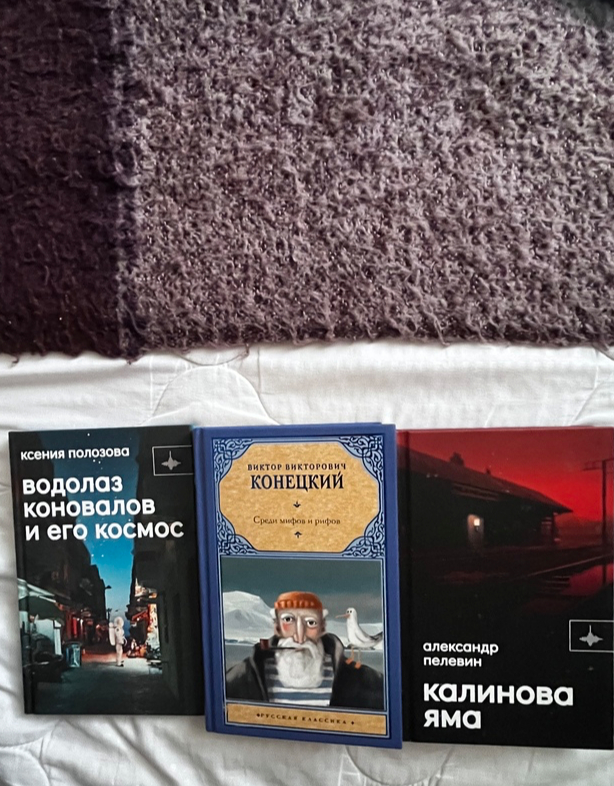 ксения полозова
водолаз
коновалов
и его космос
ВИКТОР ВИКТОРОВИЧ
КОНЕЦКИЙ
Среди мифов и рифов
РУССКАЯ КЛАССИКА
александр
пелевин
калинова
яма